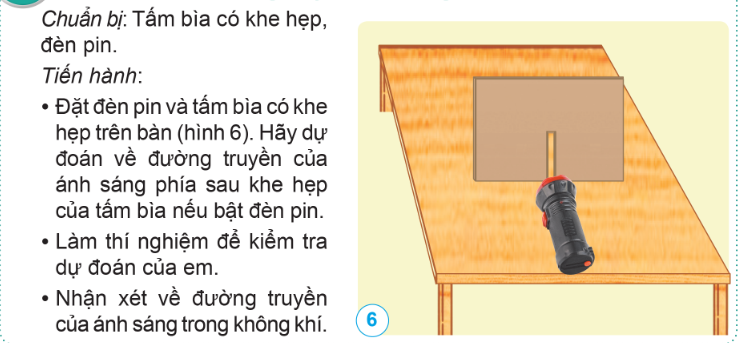 Chuẩn bị: Tấm bìa có khe hẹp,
đèn pin.
Tiến hành:
• Đặt đèn pin và tấm bìa có khe
hẹp trên bàn (hình 6). Hãy dự
đoán về đường truyền của
ánh sáng phía sau khe hẹp
của tấm bìa nếu bật đèn pin.
• Làm thí nghiệm để kiểm tra
dự đoán của em.
• Nhận xét về đường truyền
của ánh sáng trong không khí.
6